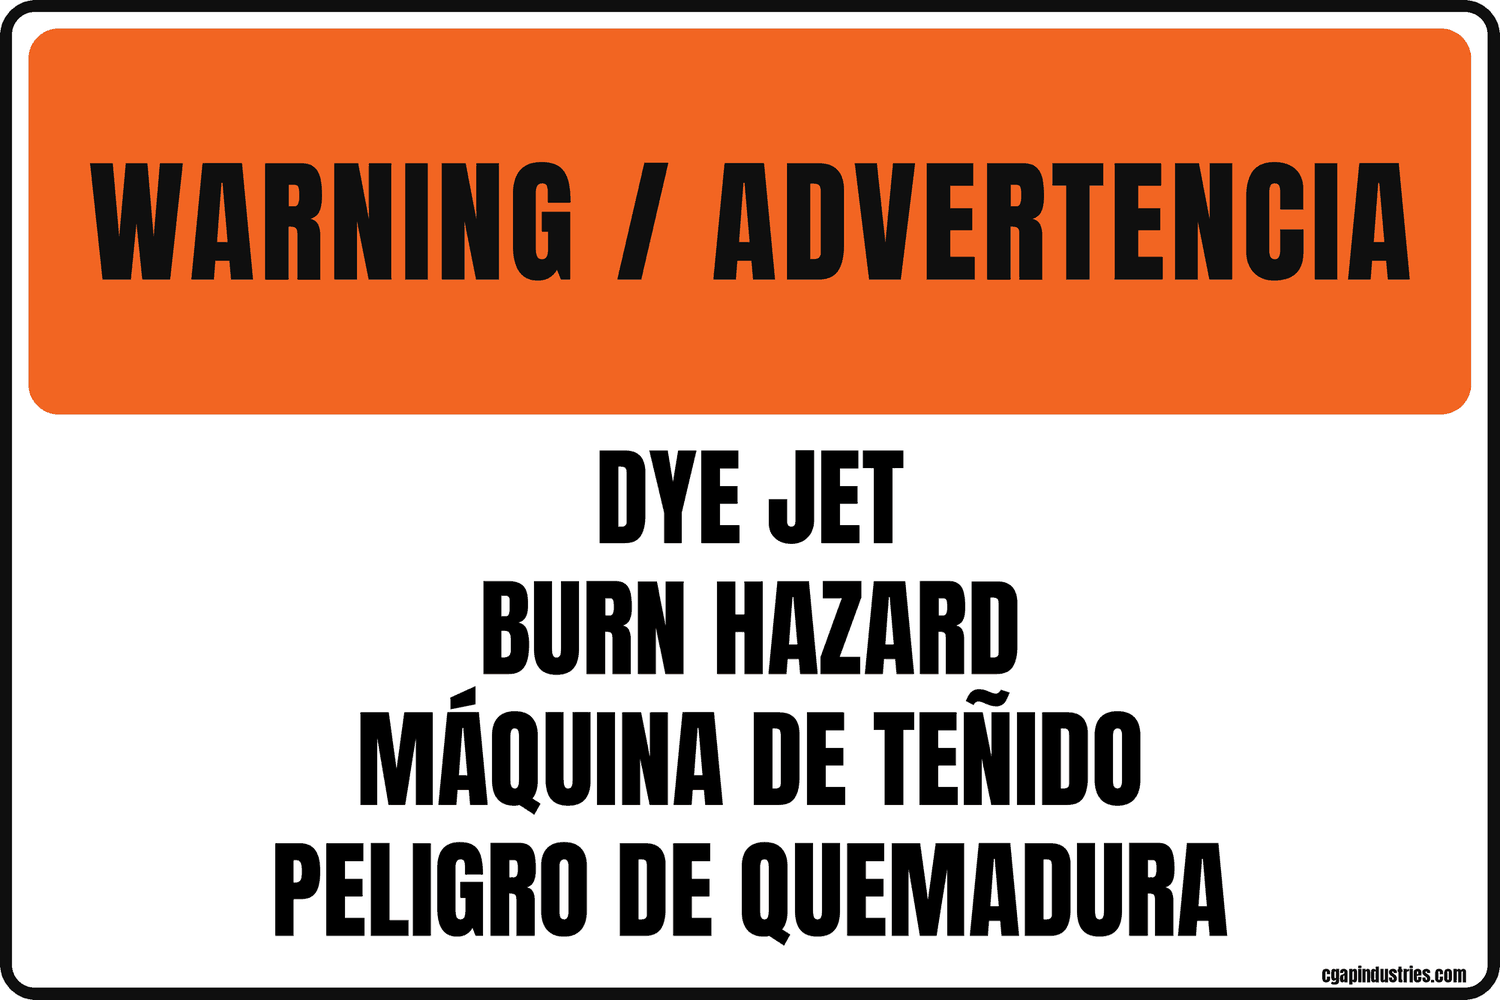 WARNING / ADVERTENCIA
DYE JET
BURN HAZARD
MÁQUINA DE TEÑIDO
PELIGRO DE QUEMADURA
cgapindustries.com